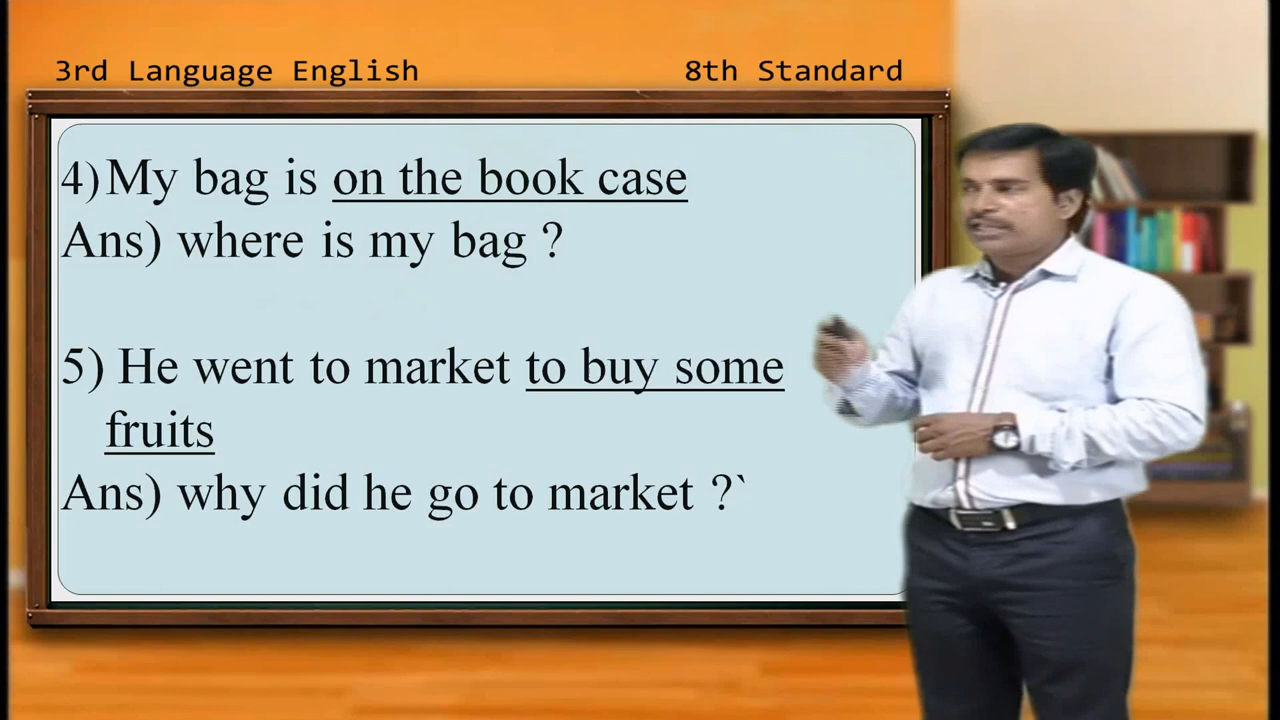 3rd Language English 8th Standard
4) My bag is on the book case
Ans) where is my bag ?
5) He went to market to buy some
fruits
Ans) why did he go to market ?`